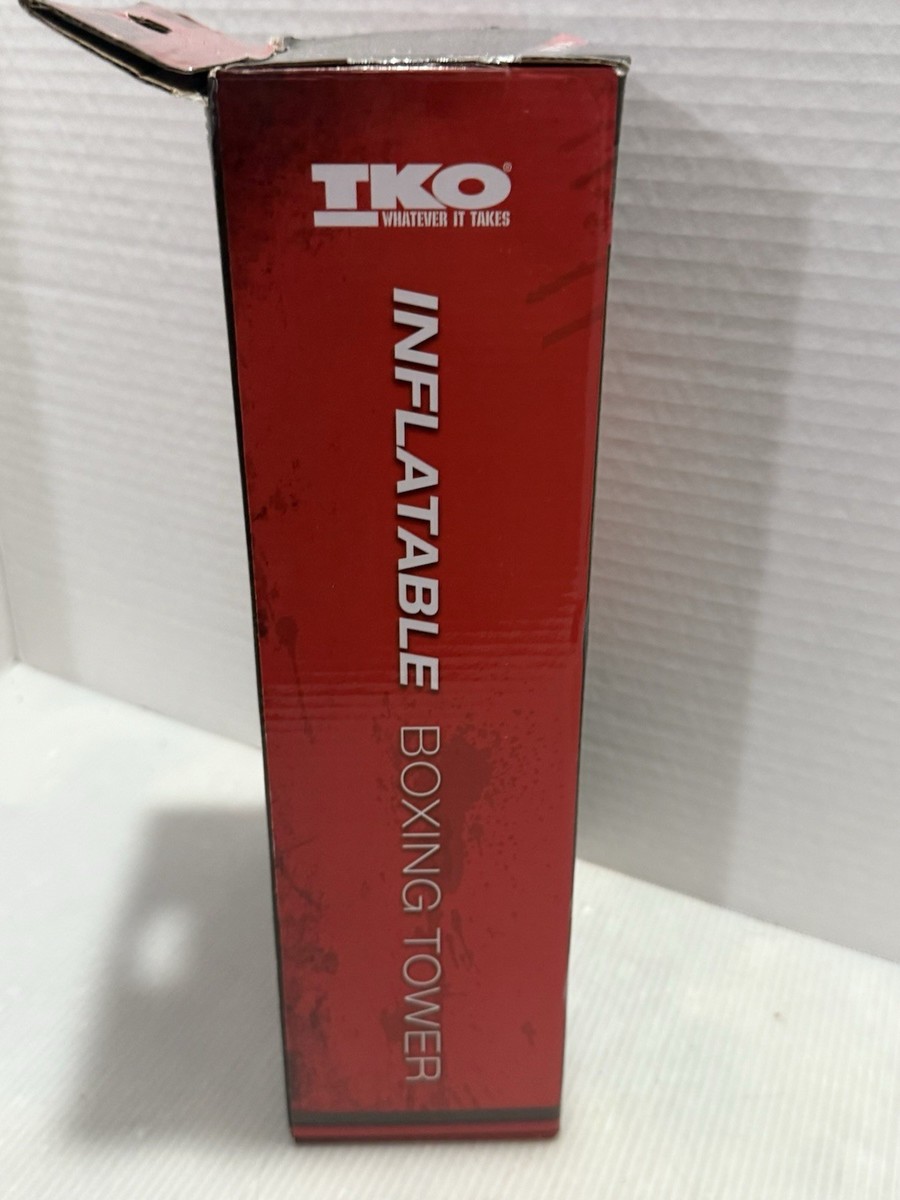 TKO®
WHATEVER IT TAKES
INFLATABLE BOXING TOWER